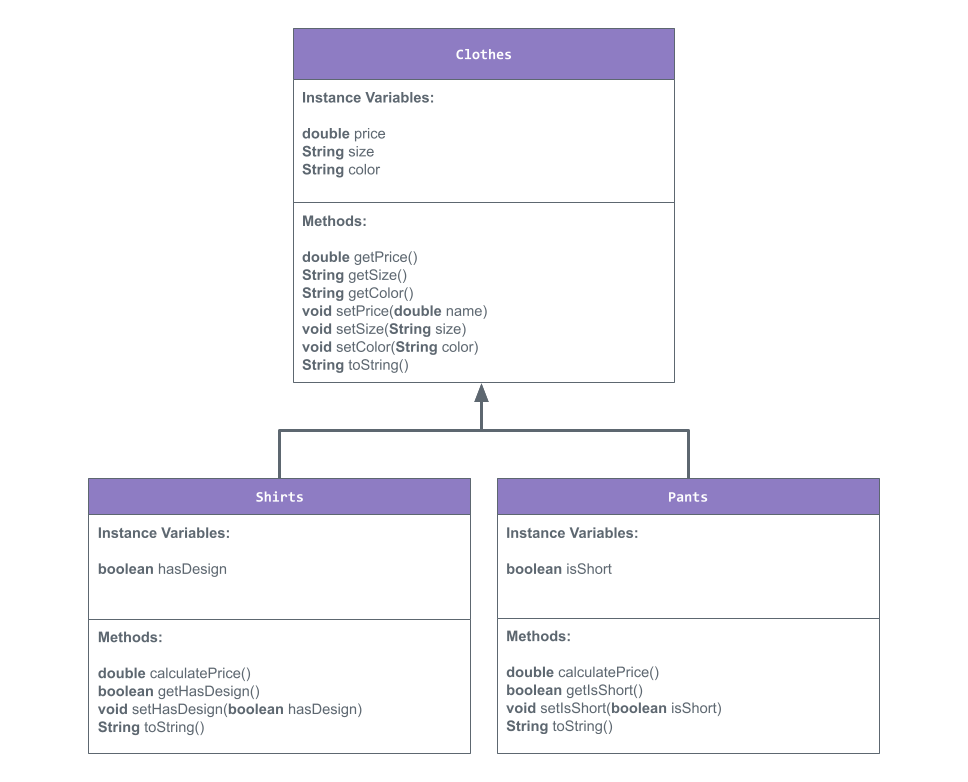 Clothes
Instance Variables:
double price
String size
String color
Methods:
double getPrice()
String getSize()
String getColor()
void setPrice(double name)
void setSize(String size)
void setColor(String color)
String toString()
Shirts
Instance Variables:
boolean hasDesign
Methods:
double calculatePrice()
boolean getHasDesign()
void setHasDesign(boolean hasDesign)
String toString()
Pants
Instance Variables:
boolean isShort
Methods:
double calculatePrice()
boolean getIsShort()
void setIsShort(boolean isShort)
String toString()